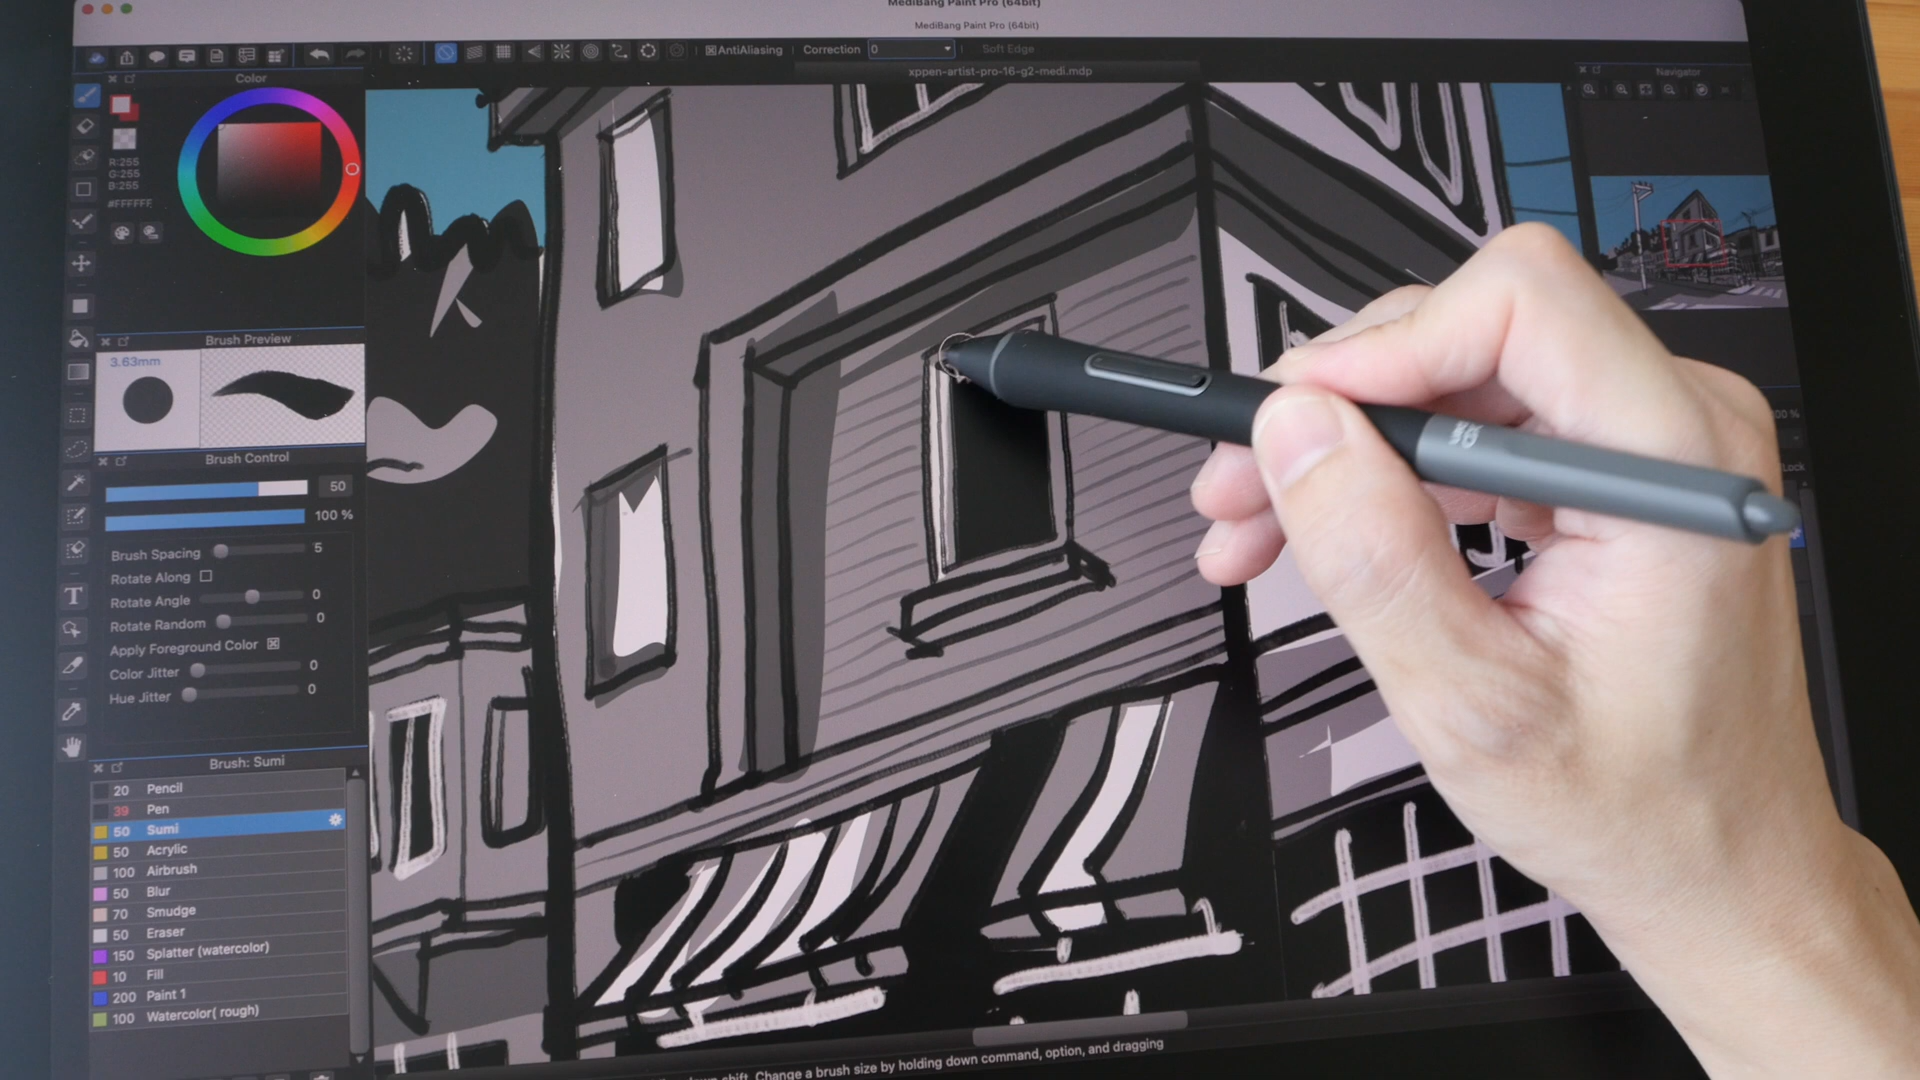 MediBang Paint Pro (64bit)
MediBang Paint Pro (64bit)
AntiAliasing
Correction
0
Soft Edge
xppen-artist-pro-16-g2-medi.mdp
Color
R:255
G:255
B:255
#FFFFFF
Brush Preview
3.63mm
Brush Control
50
100 %
Brush Spacing 5
Rotate Along
Rotate Angle 0
Rotate Random 0
Apply Foreground Color
Color Jitter 0
Hue Jitter 0
T
Brush: Sumi
20 Pencil
39 Pen
50 Sumi
50 Acrylic
100 Airbrush
50 Blur
70 Smudge
50 Eraser
150 Splatter (watercolor)
10 Fill
200 Paint 1
100 Watercolor( rough)
Navigator
Lock
shift. Change a brush size by holding down command, option, and dragging